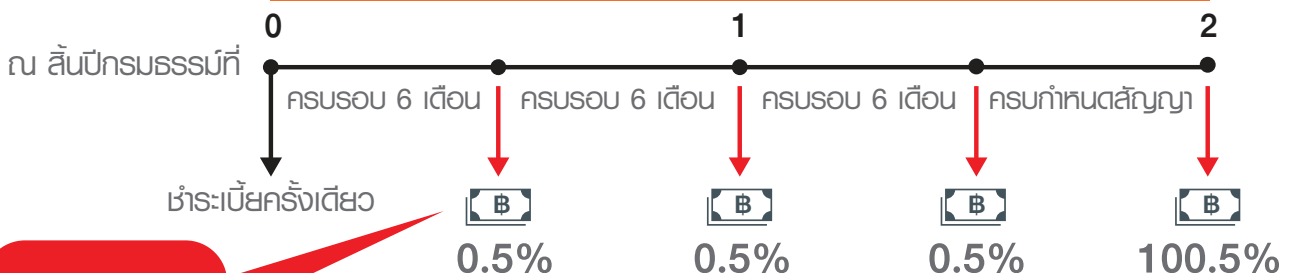 0 1 2
ณ สิ้นปีกรมธรรม์ที่
ครบรอบ 6 เดือน ครบรอบ 6 เดือน ครบรอบ 6 เดือน ครบกำหนดสัญญา
ชำระเบี้ยครั้งเดียว
฿ ฿ ฿ ฿
0.5% 0.5% 0.5% 100.5%